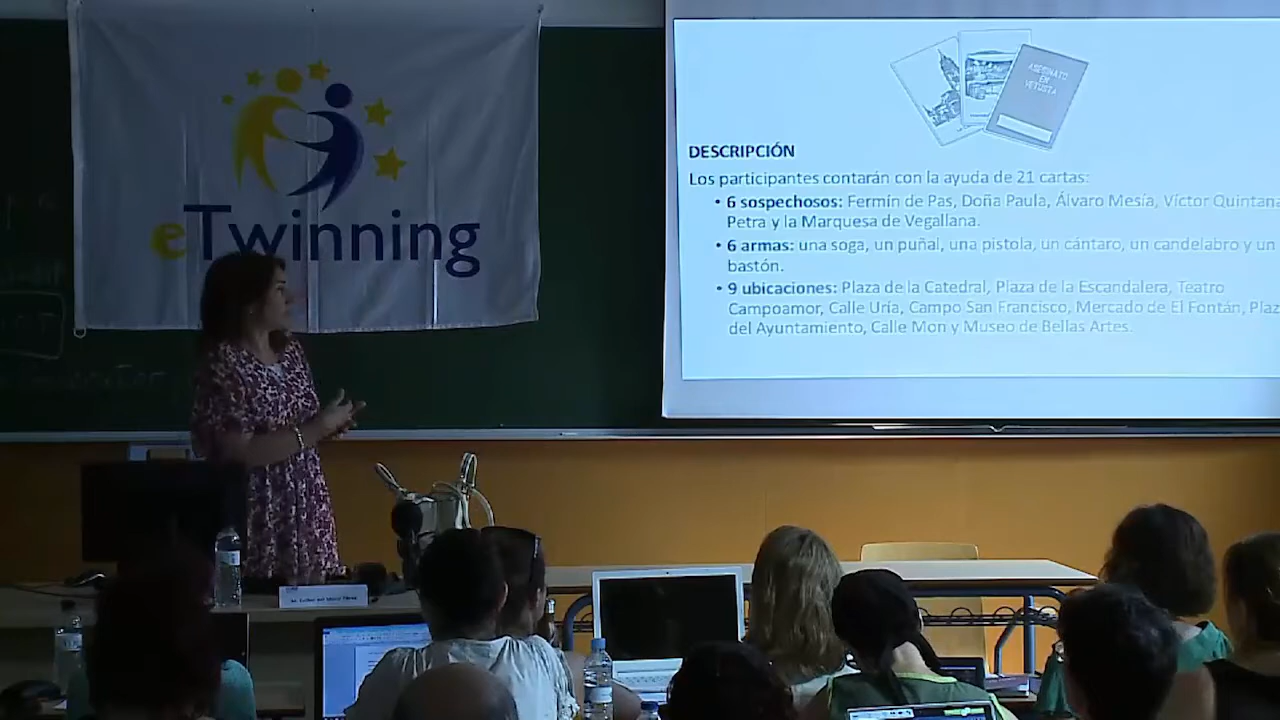 eTwinning
ASESINATO
EN
VETUSTA
DESCRIPCIÓN
Los participantes contarán con la ayuda de 21 cartas:
• 6 sospechosos: Fermín de Pas, Doña Paula, Álvaro Mesía, Víctor Quintana
Petra y la Marquesa de Vegallana.
• 6 armas: una soga, un puñal, una pistola, un cántaro, un candelabro y un
bastón.
• 9 ubicaciones: Plaza de la Catedral, Plaza de la Escandalera, Teatro
Campoamor, Calle Uría, Campo San Francisco, Mercado de El Fontán, Plaz
del Ayuntamiento, Calle Mon y Museo de Bellas Artes.